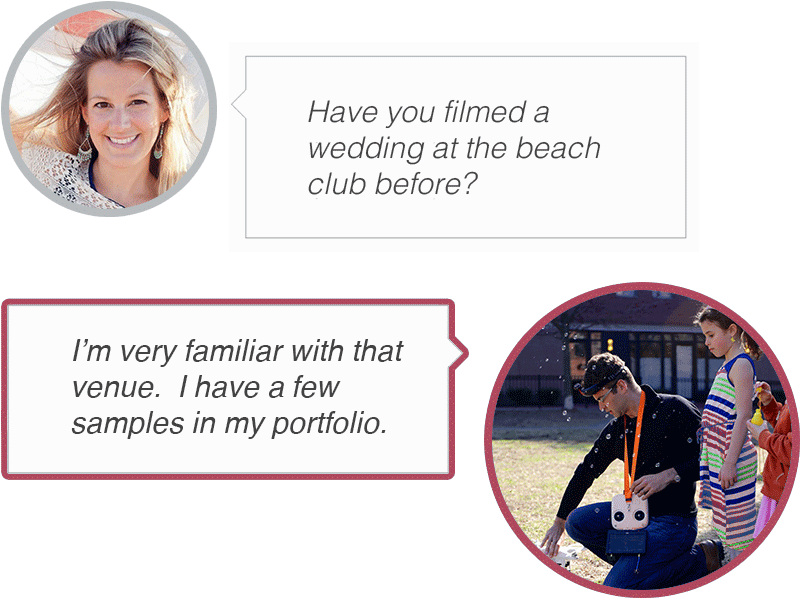 Have you filmed a
wedding at the beach
club before?
I'm very familiar with that
venue.  I have a few
samples in my portfolio.